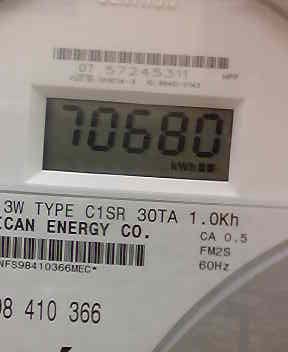 07 57245311
70680
kWh
3W TYPE C1SR 30TA 1.0Kh
ICAN ENERGY CO.
CA 0.5
FM2S
60Hz
NFS98410366MEC*
98 410 366